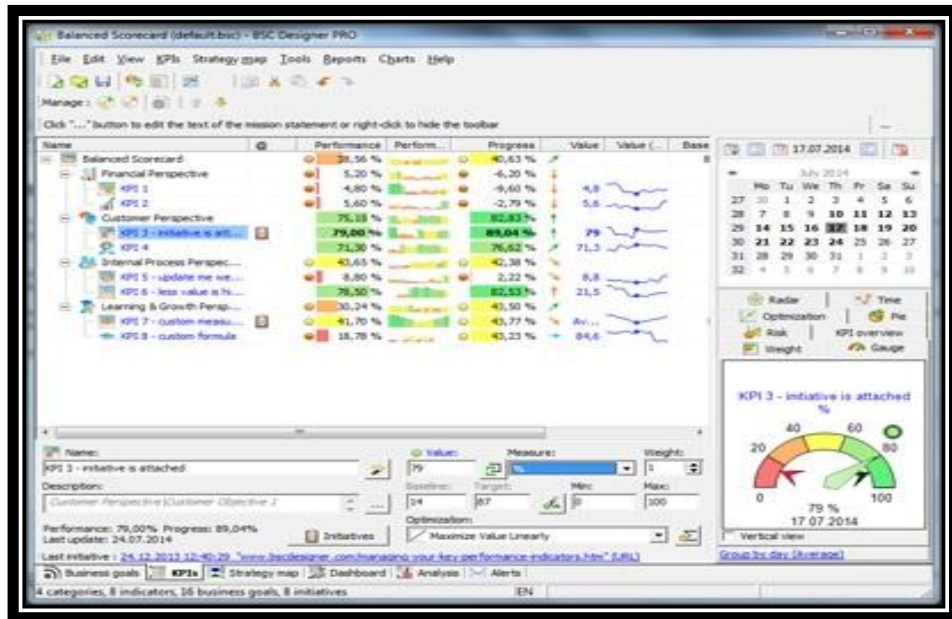 Balanced Scorecard (default.bsc) - BSC Designer PRO
File Edit View KPIs Strategy map Tools Reports Charts Help
Manage:
Click "..." button to edit the text of the mission statement or right-click to hide the toolbar
Name Performance Perform... Progress Value Value (... Base
Balanced Scorecard 40,63 %
Financial Perspective 5,20 % -6,20 %
KPI 1 4,80 % -9,60 % 4,8
KPI 2 5,60 % -2,79 % 5,6
Customer Perspective 75,15 % 82,83 %
KPI 3 - initiative is att... 79,00 % 89,04 % 79
KPI 4 71,30 % 76,62 % 71,3
Internal Process Perspec... 43,65 % 42,38 %
KPI 5 - update me we... 8,80 % 2,22 % 8,8
KPI 6 - less value is hi... 78,50 % 82,53 % 21,5
Learning & Growth Persp... 30,24 % 43,50 %
KPI 7 - custom measu... 41,70 % 43,77 % Av...
KPI 8 - custom formula 18,78 % 43,23 % 84,6
17.07.2014
July 2014
Mo Tu We Th Fr Sa Su
27 30 1 2 3 4 5 6
28 7 8 9 10 11 12 13
29 14 15 16 17 18 19 20
30 21 22 23 24 25 26 27
31 28 29 30 31 1 2 3
32 4 5 6 7 8 9 10
Radar Time
Optimization Pie
Risk KPI overview
Weight Gauge
KPI 3 - initiative is attached
%
0 20 40 60 80 100
79 %
17.07.2014
Vertical view
Group by day (Average)
Name: Value: Measure: Weight:
KPI 3 - initiative is attached 79 % 1
Description: Baseline: Target: Min: Max:
Customer Perspective|Customer Objective 1 14 87 0 100
Performance: 79,00% Progress: 89,04% Optimization:
Last update: 24.07.2014 Initiatives Maximize Value Linearly
Last initiative : 24.12.2013 12:40:29 "www.bscdesigner.com/managing-your-key-performance-indicators.htm" (URL)
Business goals KPIs Strategy map Dashboard Analysis Alerts
4 categories, 8 indicators, 16 business goals, 8 initiatives EN